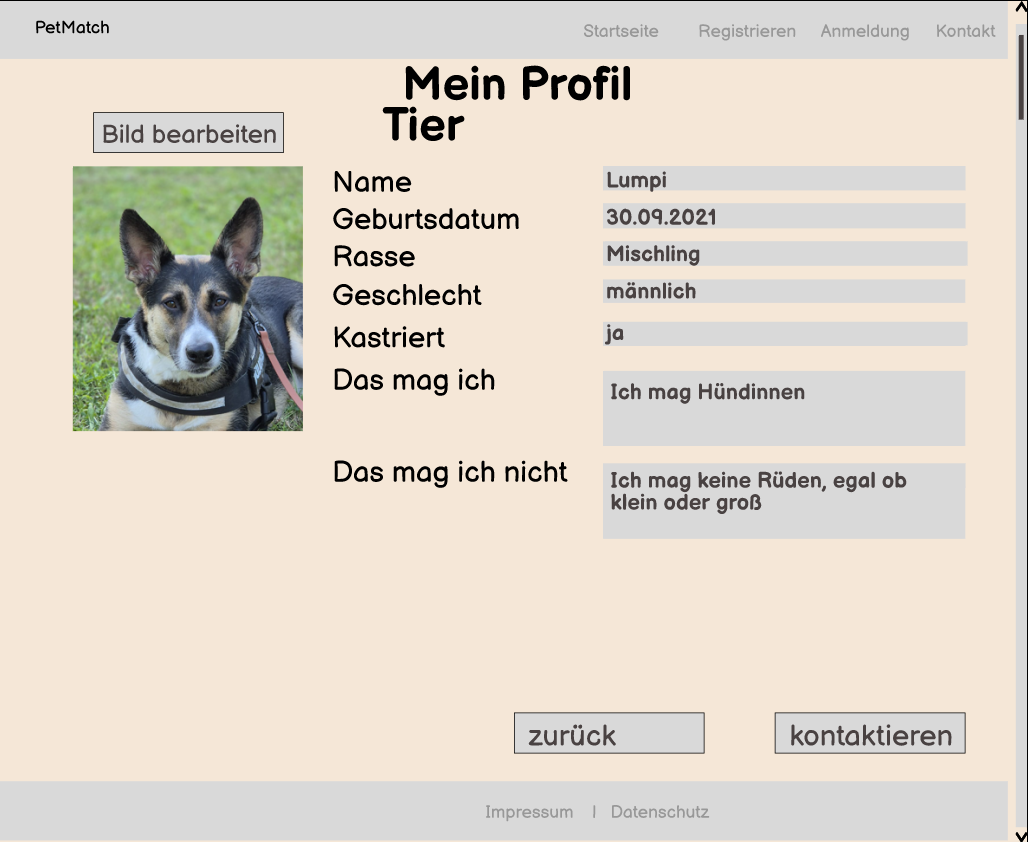 PetMatch
Startseite Registrieren Anmeldung Kontakt
Mein Profil
Tier
Bild bearbeiten
Name Lumpi
Geburtsdatum 30.09.2021
Rasse Mischling
Geschlecht männlich
Kastriert ja
Das mag ich Ich mag Hündinnen
Das mag ich nicht Ich mag keine Rüden, egal ob
klein oder groß
zurück kontaktieren
Impressum | Datenschutz